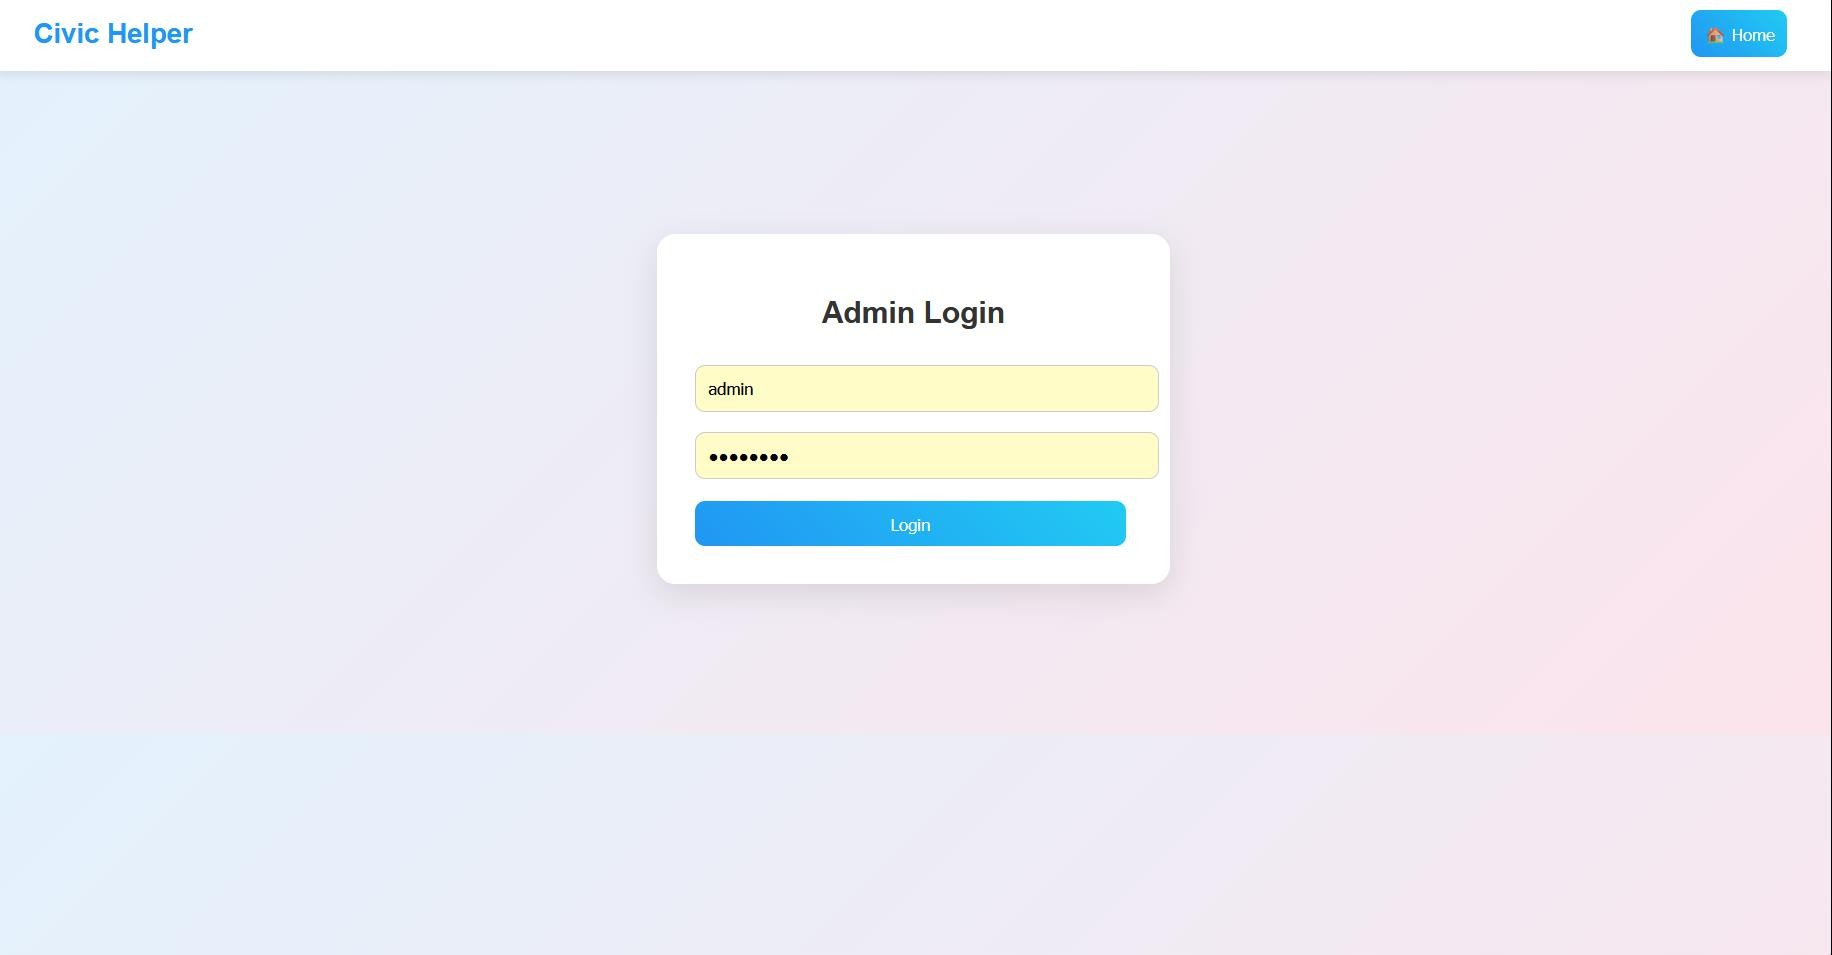 Civic Helper
🏠 Home
Admin Login
admin
••••••••
Login